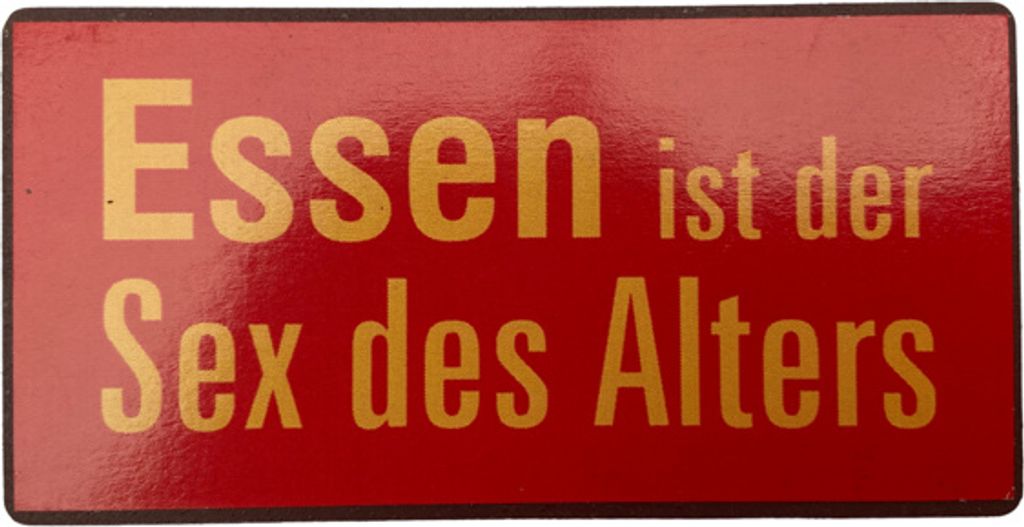 Essen ist der
Sex des Alters